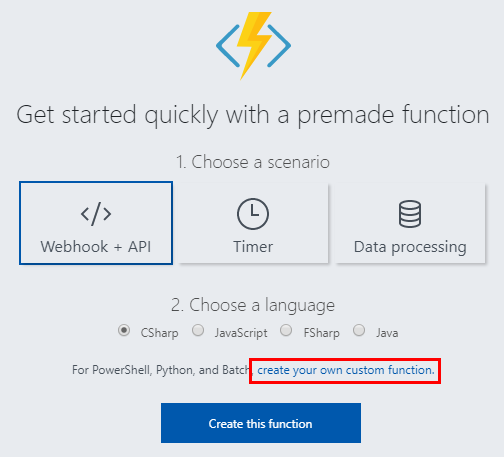 Get started quickly with a premade function
1. Choose a scenario
</>
Webhook + API
Timer
Data processing
2. Choose a language
CSharp JavaScript FSharp Java
For PowerShell, Python, and Batch, create your own custom function.
Create this function